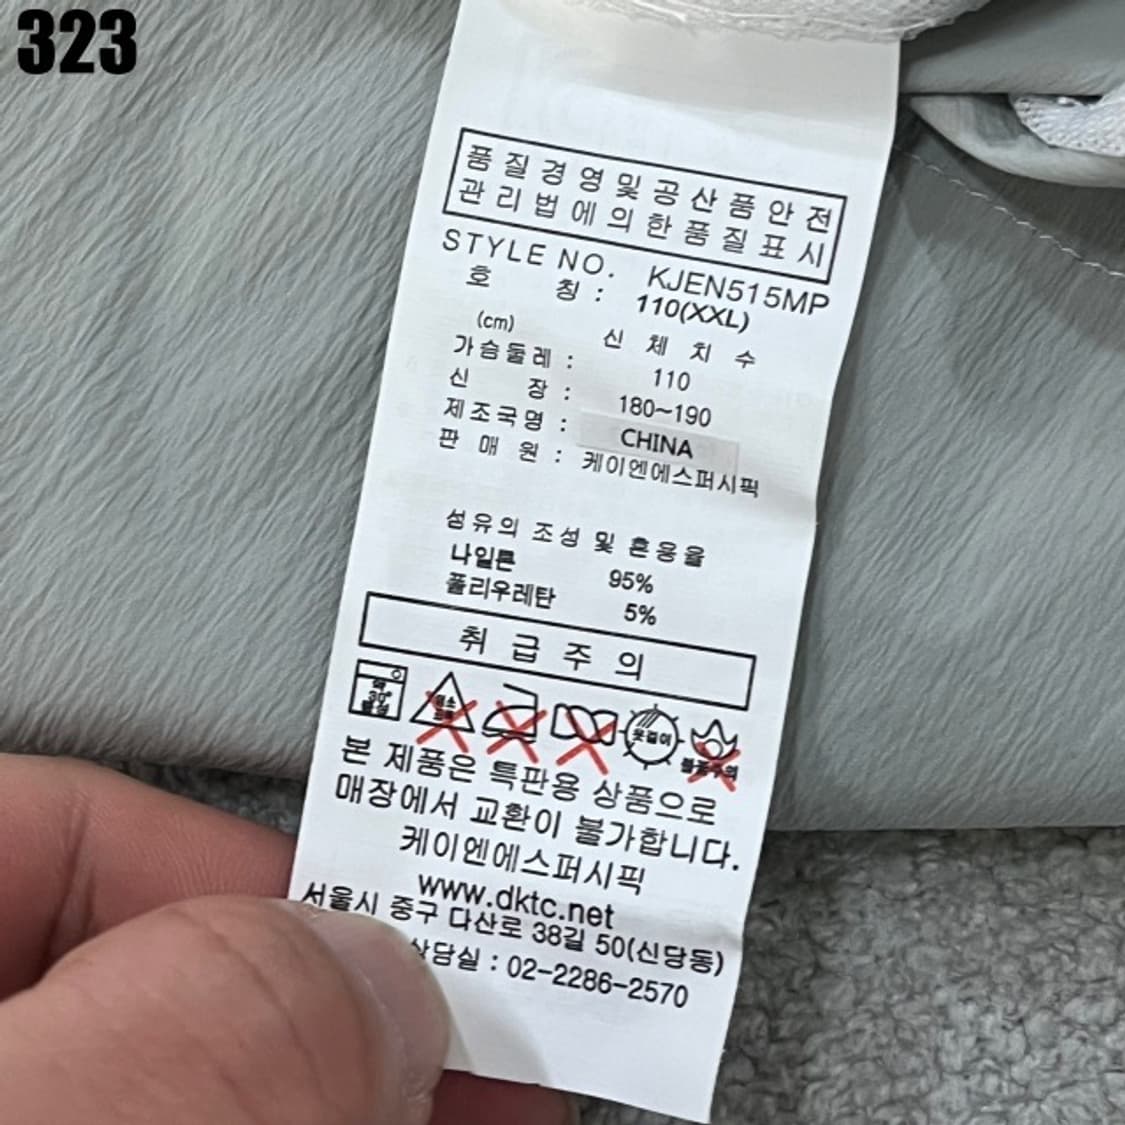 323
품질경영및공산품안전
관리법에의한품질표시
STYLE NO. KJEN515MP
호 칭 : 110(XXL)
(cm) 신 체 치 수
가슴둘레 : 110
신 장 : 180~190
제조국명 : CHINA
판 매 원 : 케이엔에스퍼시픽
섬유의 조성 및 혼용율
나일론 95%
폴리우레탄 5%
취 급 주 의
30°
옷걸이
본 제품은 특판용 상품으로
매장에서 교환이 불가합니다.
케이엔에스퍼시픽
www.dktc.net
서울시 중구 다산로 38길 50(신당동)
상담실 : 02-2286-2570